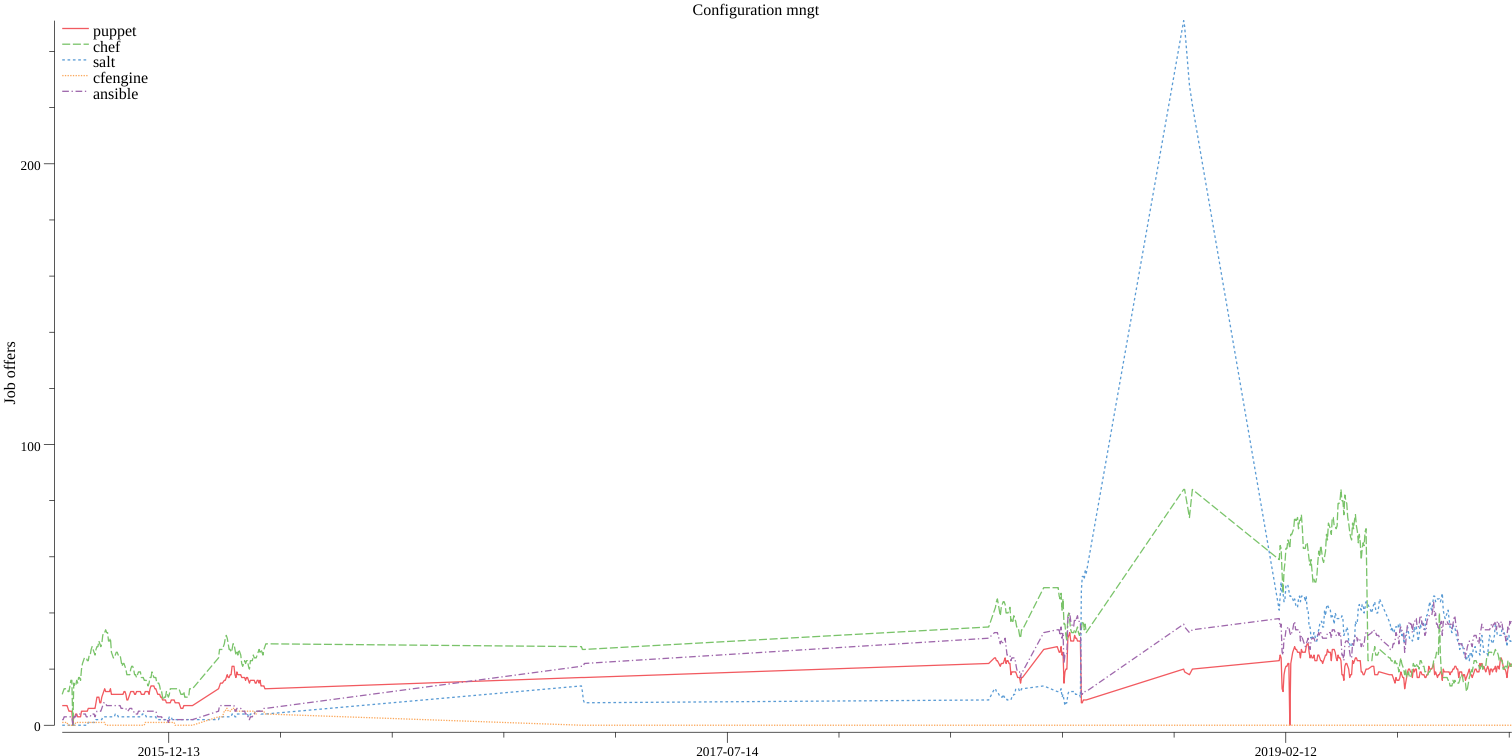 Configuration mngt
puppet
chef
salt
cfengine
ansible
Job offers
200
100
0
2015-12-13
2017-07-14
2019-02-12